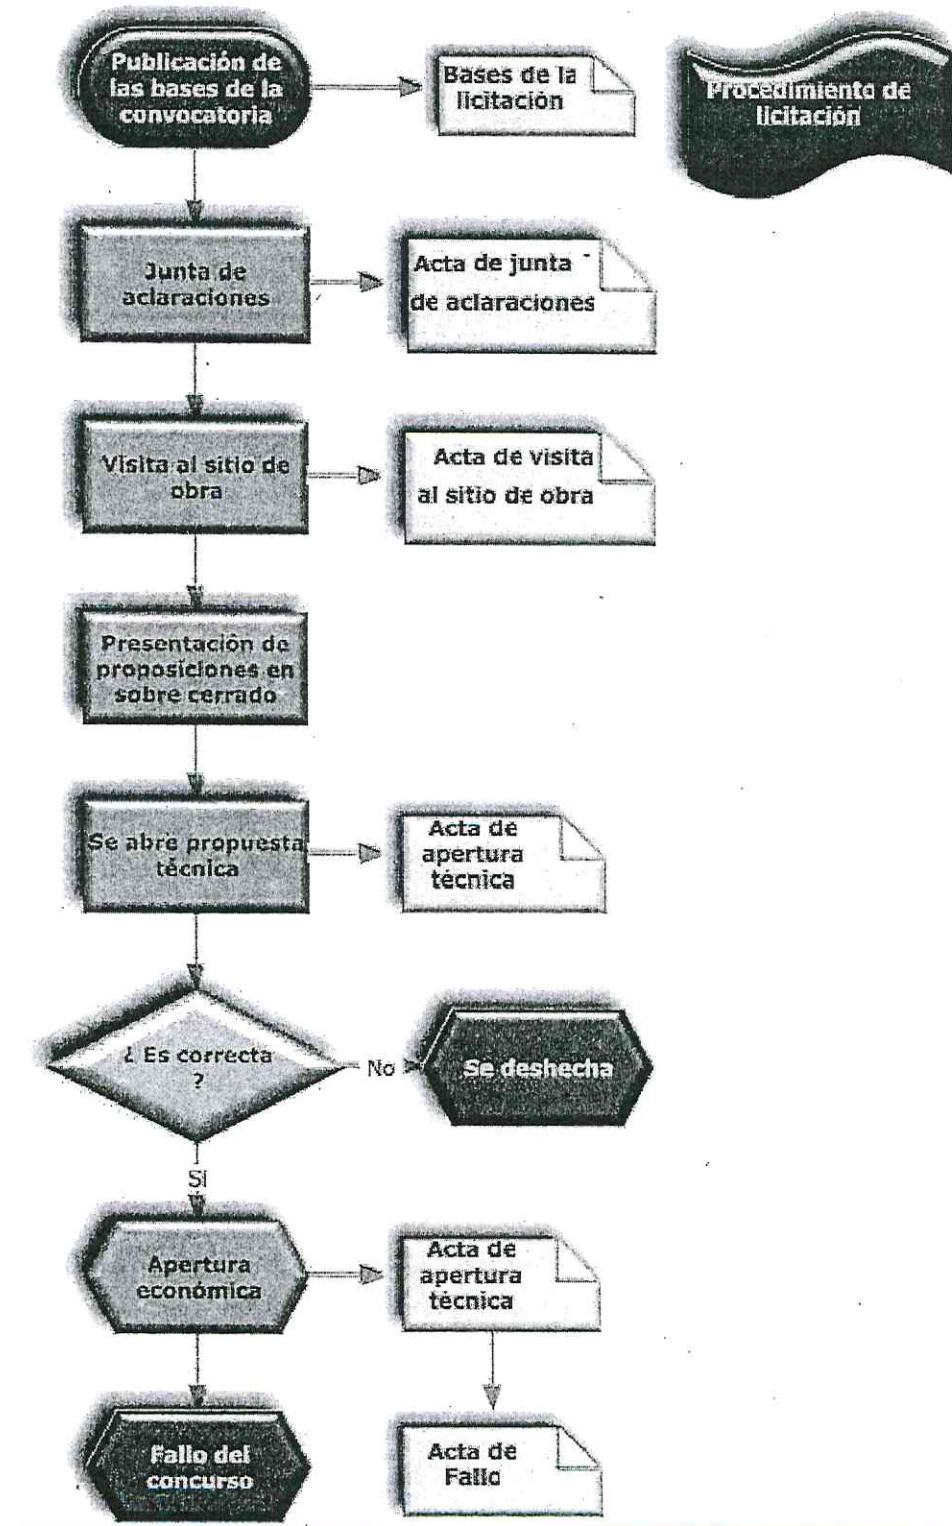 Publicación de
las bases de la
convocatoria
Bases de la
licitación
Procedimiento de
licitación
Junta de
aclaraciones
Acta de junta
de aclaraciones
Visita al sitio de
obra
Acta de visita
al sitio de obra
Presentación de
proposiciones en
sobre cerrado
Se abre propuesta
técnica
Acta de
apertura
técnica
¿ Es correcta
?
No
Se deshecha
Si
Apertura
económica
Acta de
apertura
técnica
Fallo del
concurso
Acta de
Fallo